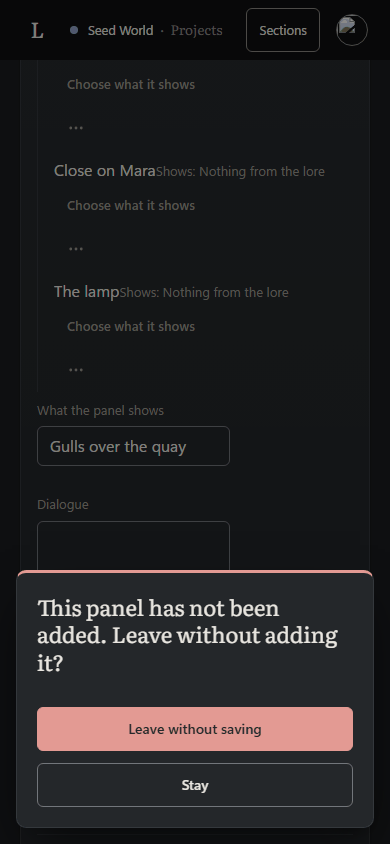 L
Seed World · Projects
Sections
Choose what it shows
...
Close on Mara Shows: Nothing from the lore
Choose what it shows
...
The lamp Shows: Nothing from the lore
Choose what it shows
...
What the panel shows
Gulls over the quay
Dialogue
This panel has not been
added. Leave without adding
it?
Leave without saving
Stay